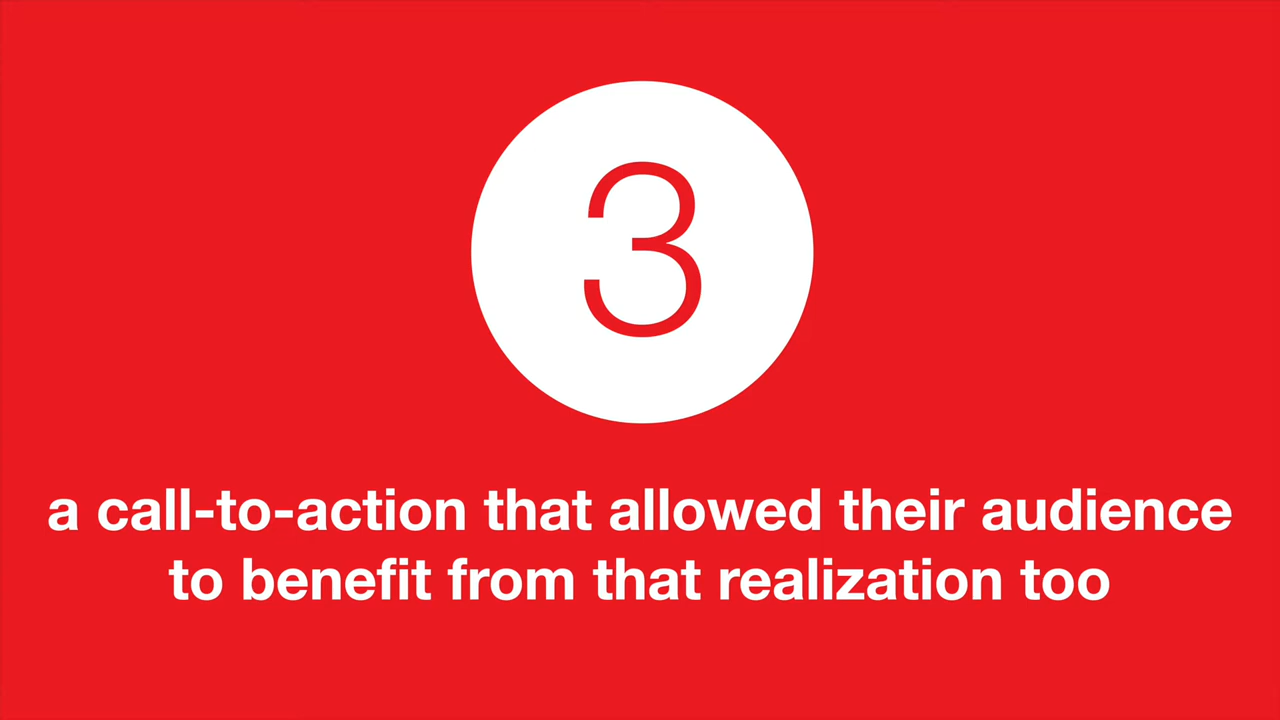 3
a call-to-action that allowed their audience
to benefit from that realization too